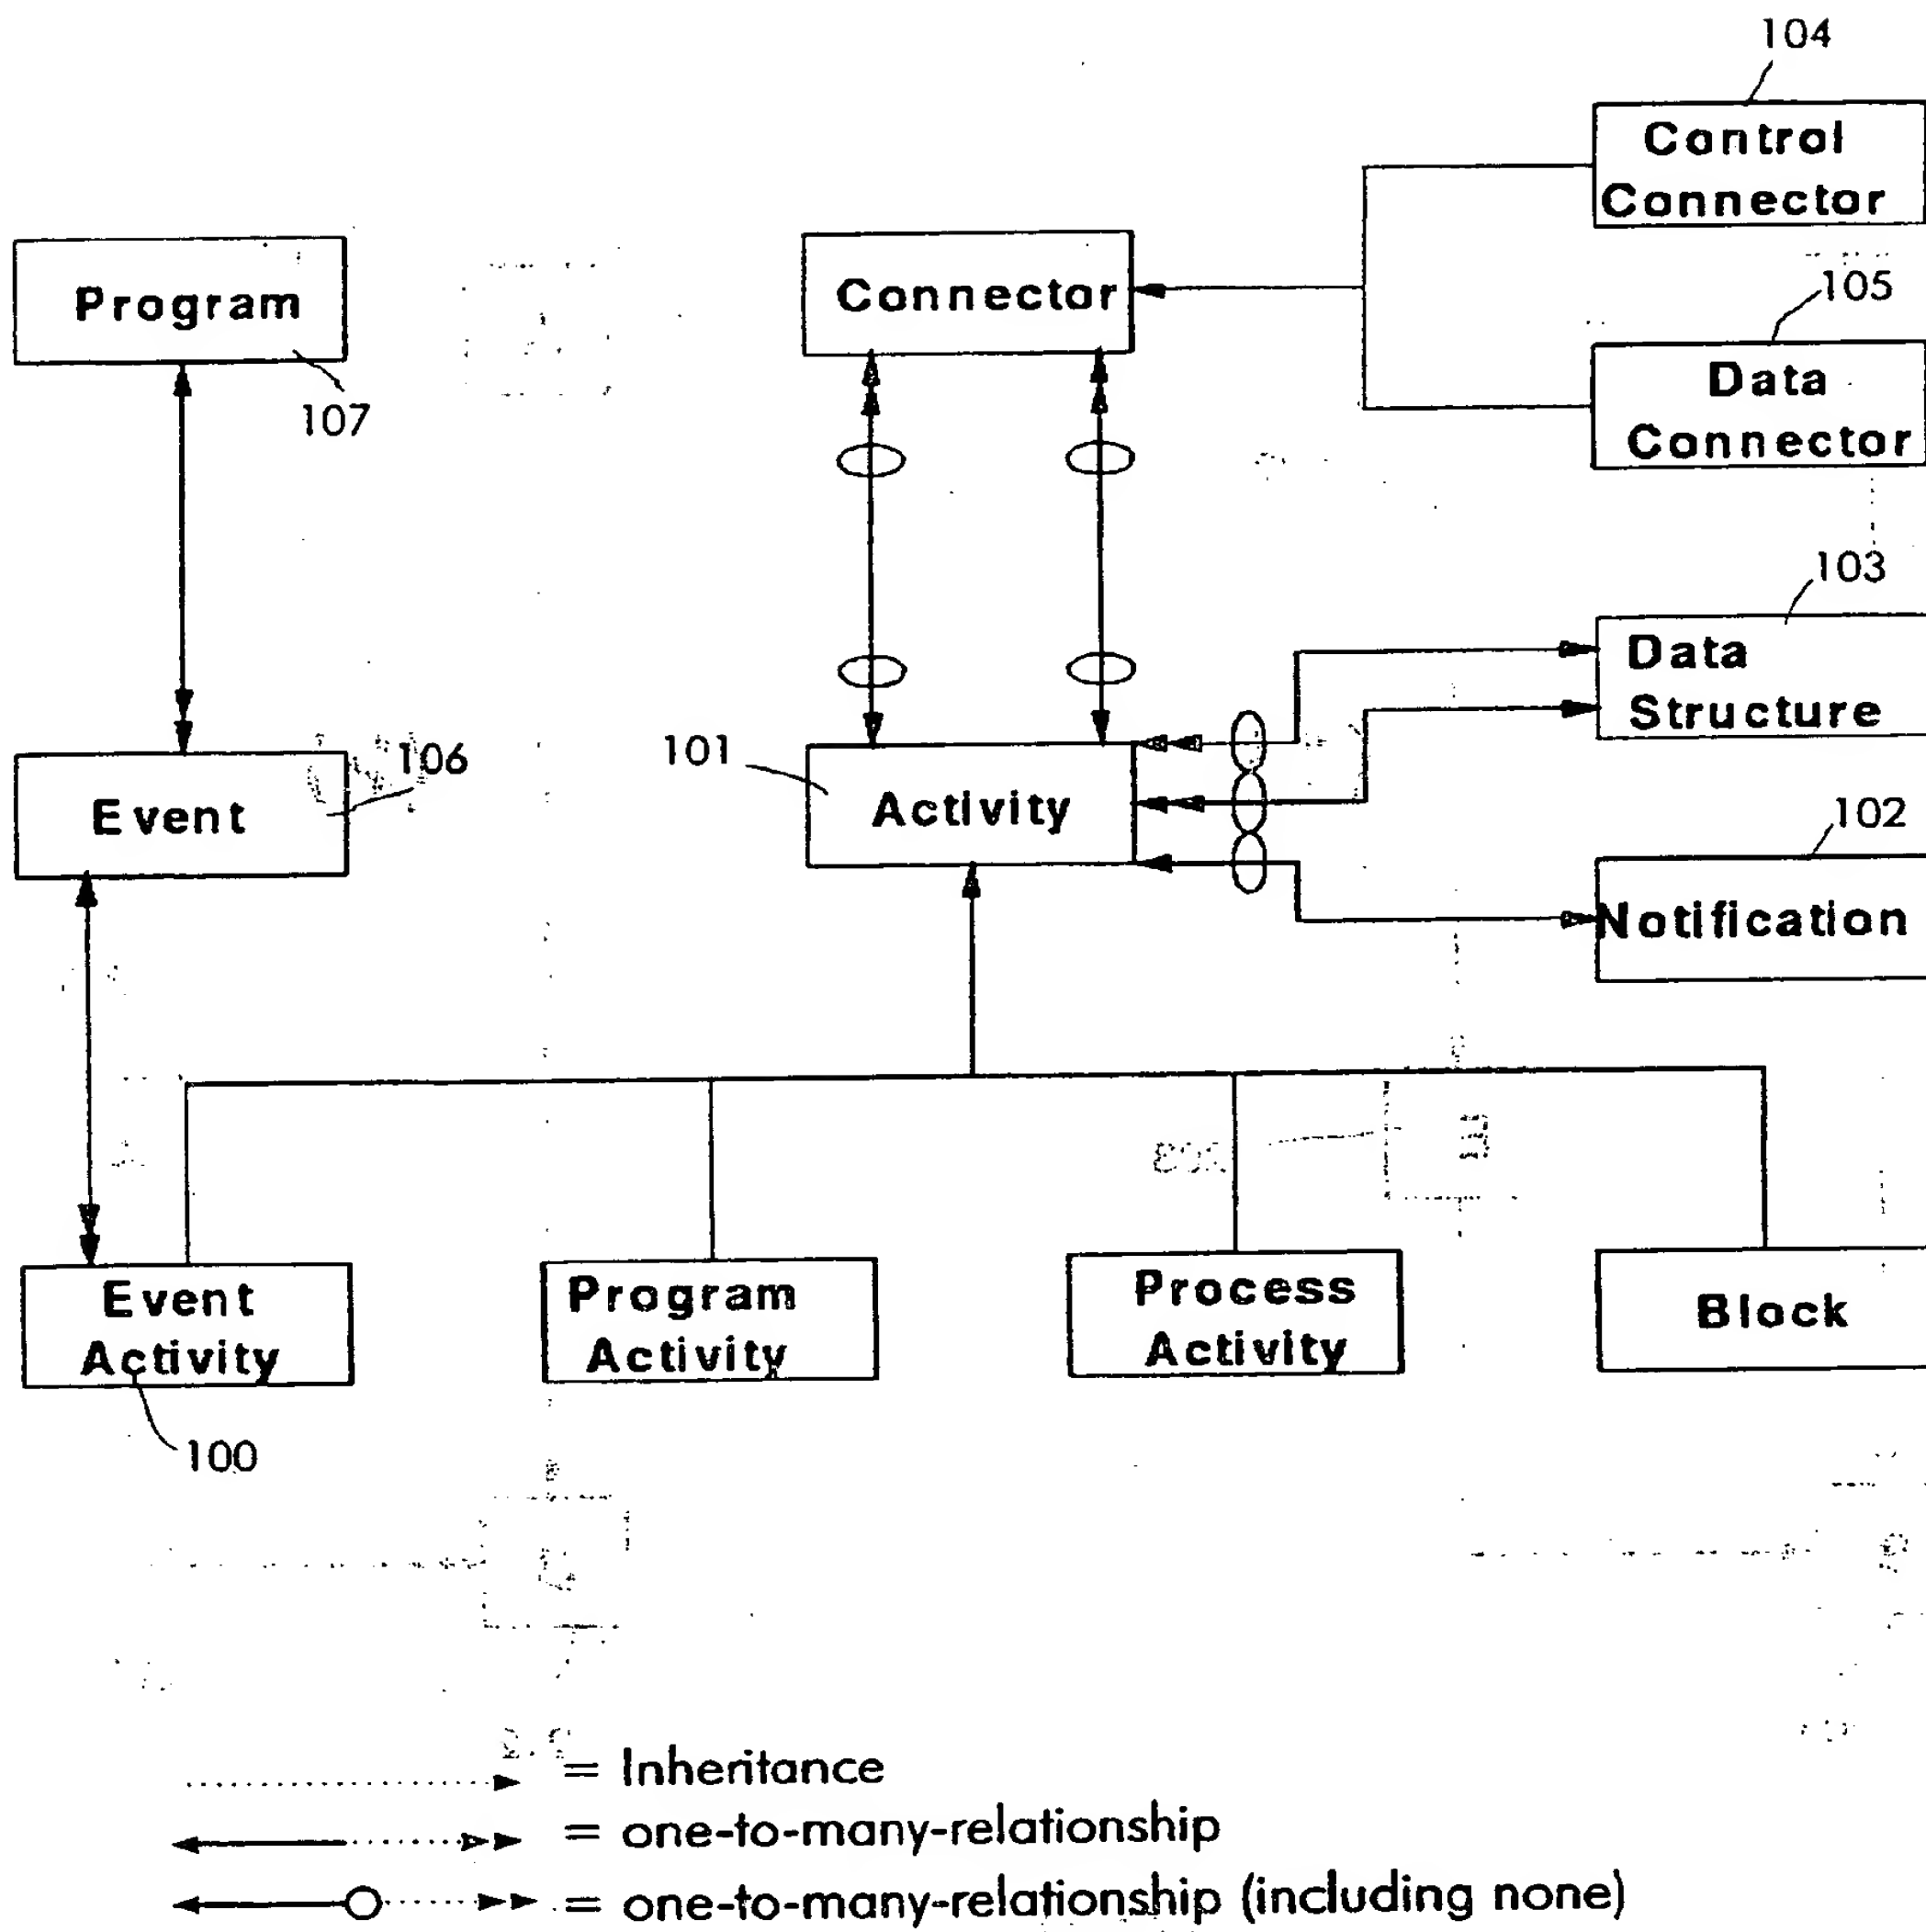 104
Control
Connector
Program
107
Connector
105
Data
Connector
103
Data
Structure
101
Activity
106
Event
102
Notification
Event
Activity
100
Program
Activity
Process
Activity
Block
= Inheritance
= one-to-many-relationship
= one-to-many-relationship (including none)